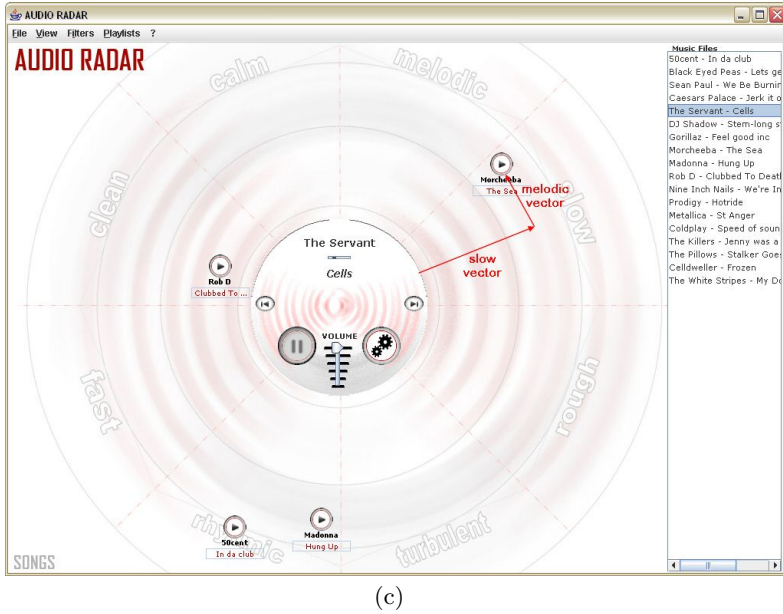 AUDIO RADAR
File View Filters Playlists ?
AUDIO RADAR
calm
melodic
clean
slow
fast
rough
rhythmic
turbulent
Morcheeba
The Sea
melodic
vector
slow
vector
The Servant
Cells
Rob D
Clubbed To ...
VOLUME
50cent
In da club
Madonna
Hung Up
SONGS
Music Files
50cent - In da club
Black Eyed Peas - Lets ge
Sean Paul - We Be Burnin
Caesars Palace - Jerk it o
The Servant - Cells
DJ Shadow - Stem-long s
Gorillaz - Feel good inc
Morcheeba - The Sea
Madonna - Hung Up
Rob D - Clubbed To Deat
Nine Inch Nails - We're In
Prodigy - Hotride
Metallica - St Anger
Coldplay - Speed of soun
The Killers - Jenny was a
The Pillows - Stalker Goes
Celldweller - Frozen
The White Stripes - My Do
(c)